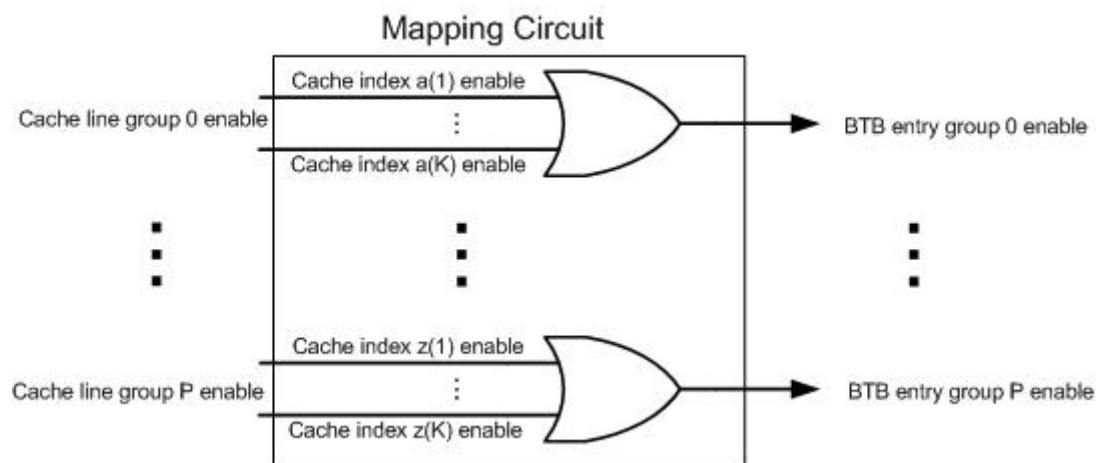 Mapping Circuit
Cache index a(1) enable
Cache line group 0 enable
BTB entry group 0 enable
Cache index a(K) enable
Cache index z(1) enable
Cache line group P enable
BTB entry group P enable
Cache index z(K) enable